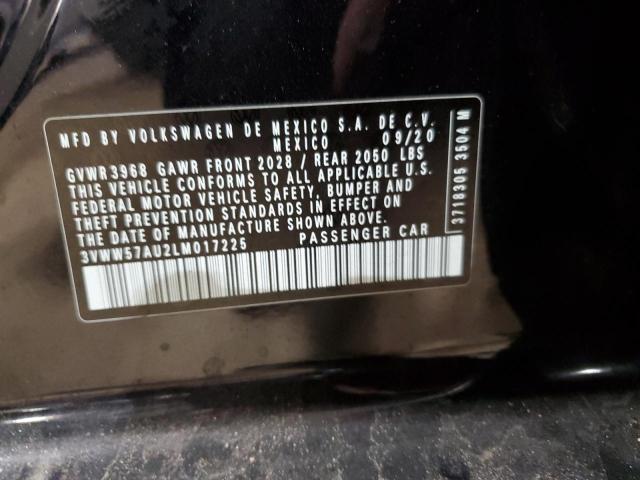 MFD BY VOLKSWAGEN DE MEXICO S.A. DE C.V.
MEXICO 09/20
GVWR 3968 GAWR FRONT 2028 / REAR 2050 LBS
THIS VEHICLE CONFORMS TO ALL APPLICABLE U.S.
FEDERAL MOTOR VEHICLE SAFETY, BUMPER AND
THEFT PREVENTION STANDARDS IN EFFECT ON
THE DATE OF MANUFACTURE SHOWN ABOVE.
3VWW57AU2LM017225 PASSENGER CAR
3718305 3504 M